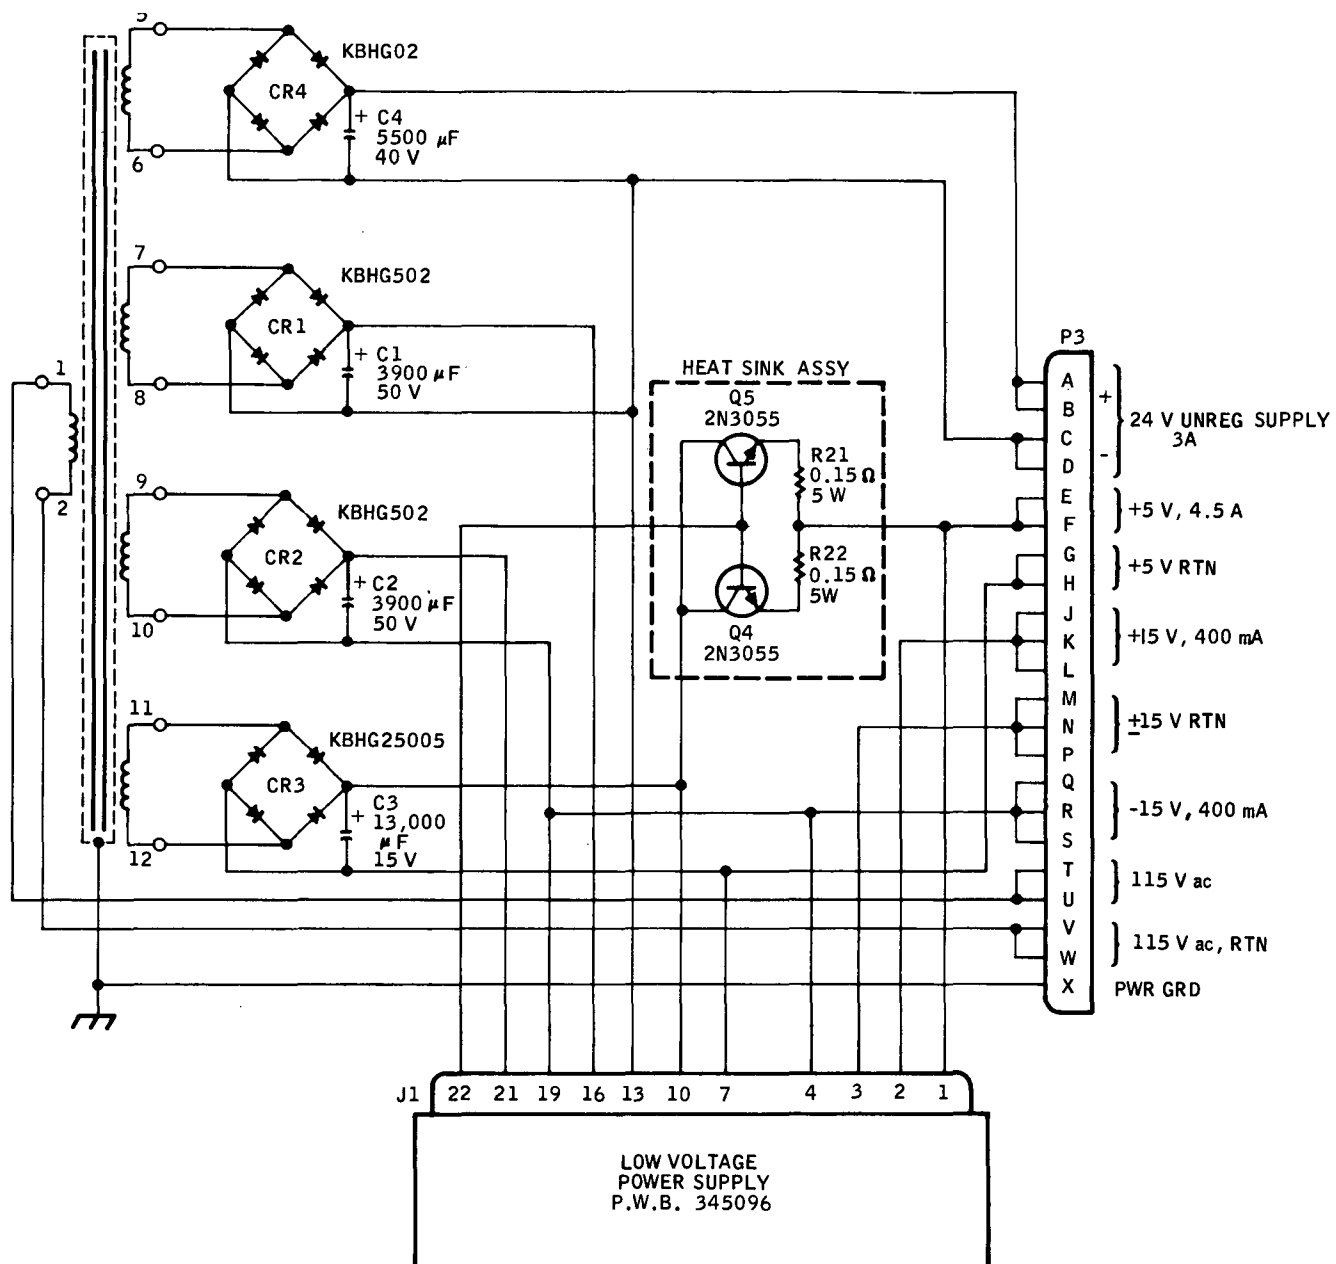 5
KBHG02
CR4
+ C4
5500 µF
40 V
6
7
KBHG502
CR1
+ C1
3900 µF
50 V
8
1
2
9
KBHG502
CR2
+ C2
3900 µF
50 V
10
11
KBHG25005
CR3
+ C3
13,000
µF
15 V
12
HEAT SINK ASSY
Q5
2N3055
R21
0.15 Ω
5 W
R22
0.15 Ω
5W
Q4
2N3055
P3
A
B
C
D
+
-
24 V UNREG SUPPLY
3A
E
F
+5 V, 4.5 A
G
H
+5 V RTN
J
K
L
+15 V, 400 mA
M
N
P
±15 V RTN
Q
R
S
-15 V, 400 mA
T
U
115 V ac
V
W
115 V ac, RTN
X
PWR GRD
J1 22 21 19 16 13 10 7 4 3 2 1
LOW VOLTAGE
POWER SUPPLY
P.W.B. 345096